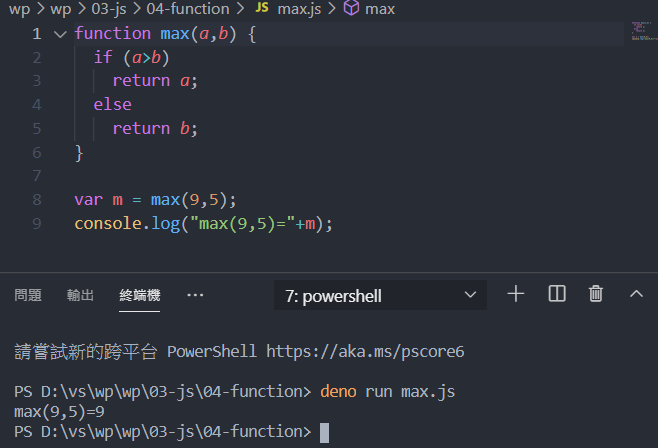 wp > wp > 03-js > 04-function > JS max.js > max
1 function max(a,b) {
2 if (a>b)
3 return a;
4 else
5 return b;
6 }
7
8 var m = max(9,5);
9 console.log("max(9,5)="+m);
問題 輸出 終端機 ··· 7: powershell
請嘗試新的跨平台 PowerShell https://aka.ms/pscore6
PS D:\vs\wp\wp\03-js\04-function> deno run max.js
max(9,5)=9
PS D:\vs\wp\wp\03-js\04-function>